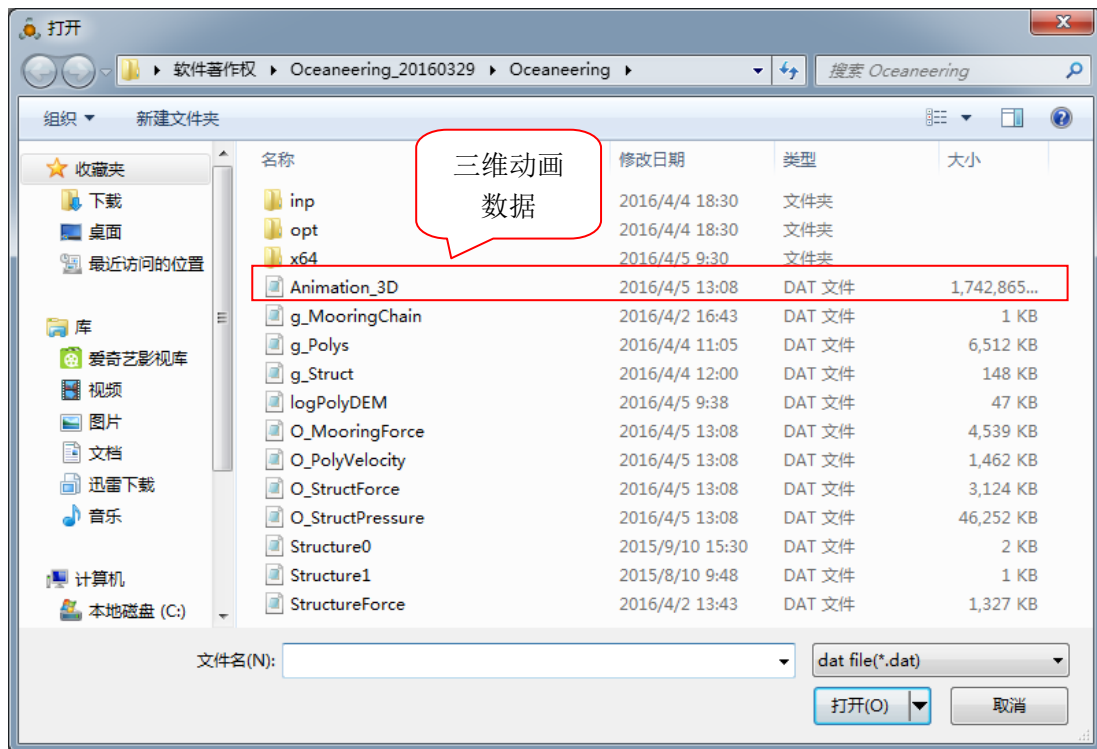 打开
软件著作权 Oceaneering_20160329 Oceaneering 搜索 Oceaneering
组织 新建文件夹
名称 修改日期 类型 大小
三维动画
数据
inp 2016/4/4 18:30 文件夹
opt 2016/4/4 18:30 文件夹
x64 2016/4/5 9:30 文件夹
Animation_3D 2016/4/5 13:08 DAT 文件 1,742,865...
g_MooringChain 2016/4/2 16:43 DAT 文件 1 KB
g_Polys 2016/4/4 11:05 DAT 文件 6,512 KB
g_Struct 2016/4/4 12:00 DAT 文件 148 KB
logPolyDEM 2016/4/5 9:38 DAT 文件 47 KB
O_MooringForce 2016/4/5 13:08 DAT 文件 4,539 KB
O_PolyVelocity 2016/4/5 13:08 DAT 文件 1,462 KB
O_StructForce 2016/4/5 13:08 DAT 文件 3,124 KB
O_StructPressure 2016/4/5 13:08 DAT 文件 46,252 KB
Structure0 2015/9/10 15:30 DAT 文件 2 KB
Structure1 2015/8/10 9:48 DAT 文件 1 KB
StructureForce 2016/4/2 13:43 DAT 文件 1,327 KB
收藏夹
下载
桌面
最近访问的位置
库
爱奇艺影视库
视频
图片
文档
迅雷下载
音乐
计算机
本地磁盘 (C:)
文件名(N): dat file(*.dat)
打开(O) 取消